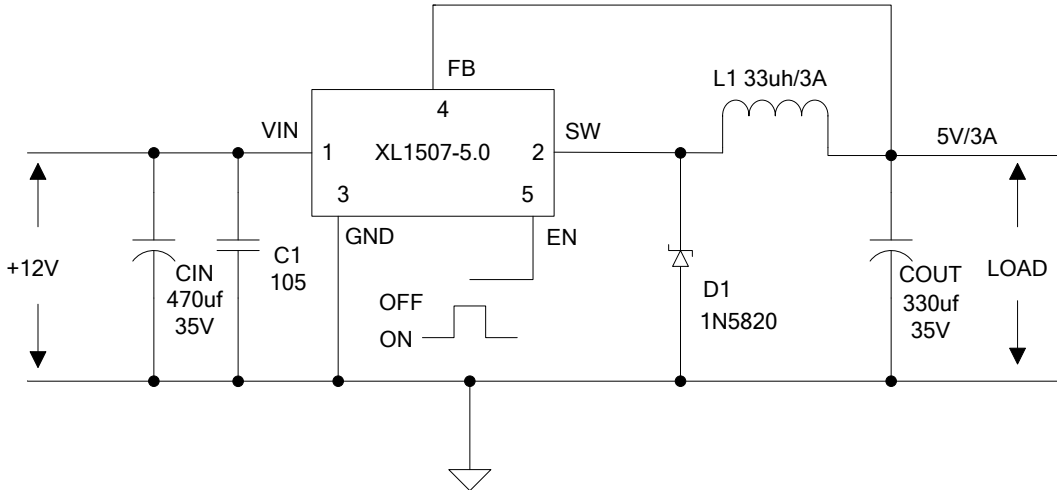 FB
L1 33uh/3A
4
VIN
SW
5V/3A
1
XL1507-5.0
2
3
5
GND
EN
+12V
CIN
470uf
35V
C1
105
OFF
ON
D1
1N5820
COUT
330uf
35V
LOAD